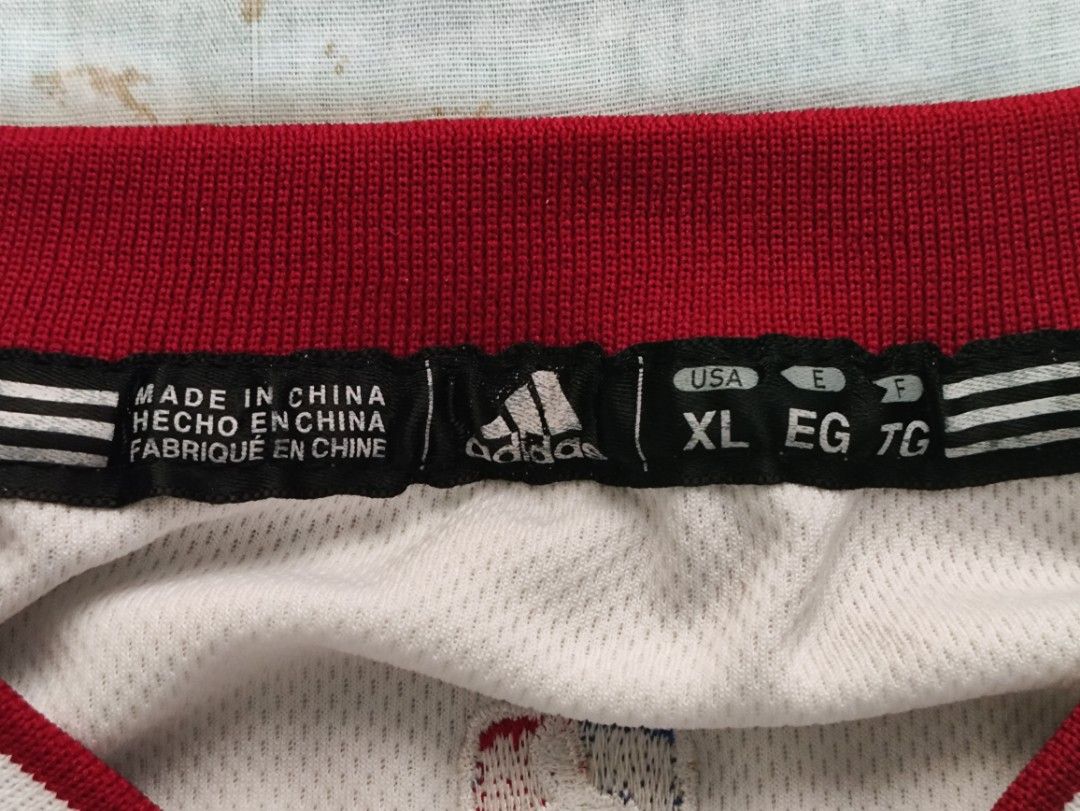 MADE IN CHINA
HECHO EN CHINA
FABRIQUÉ EN CHINE
adidas
USA E F
XL EG TG